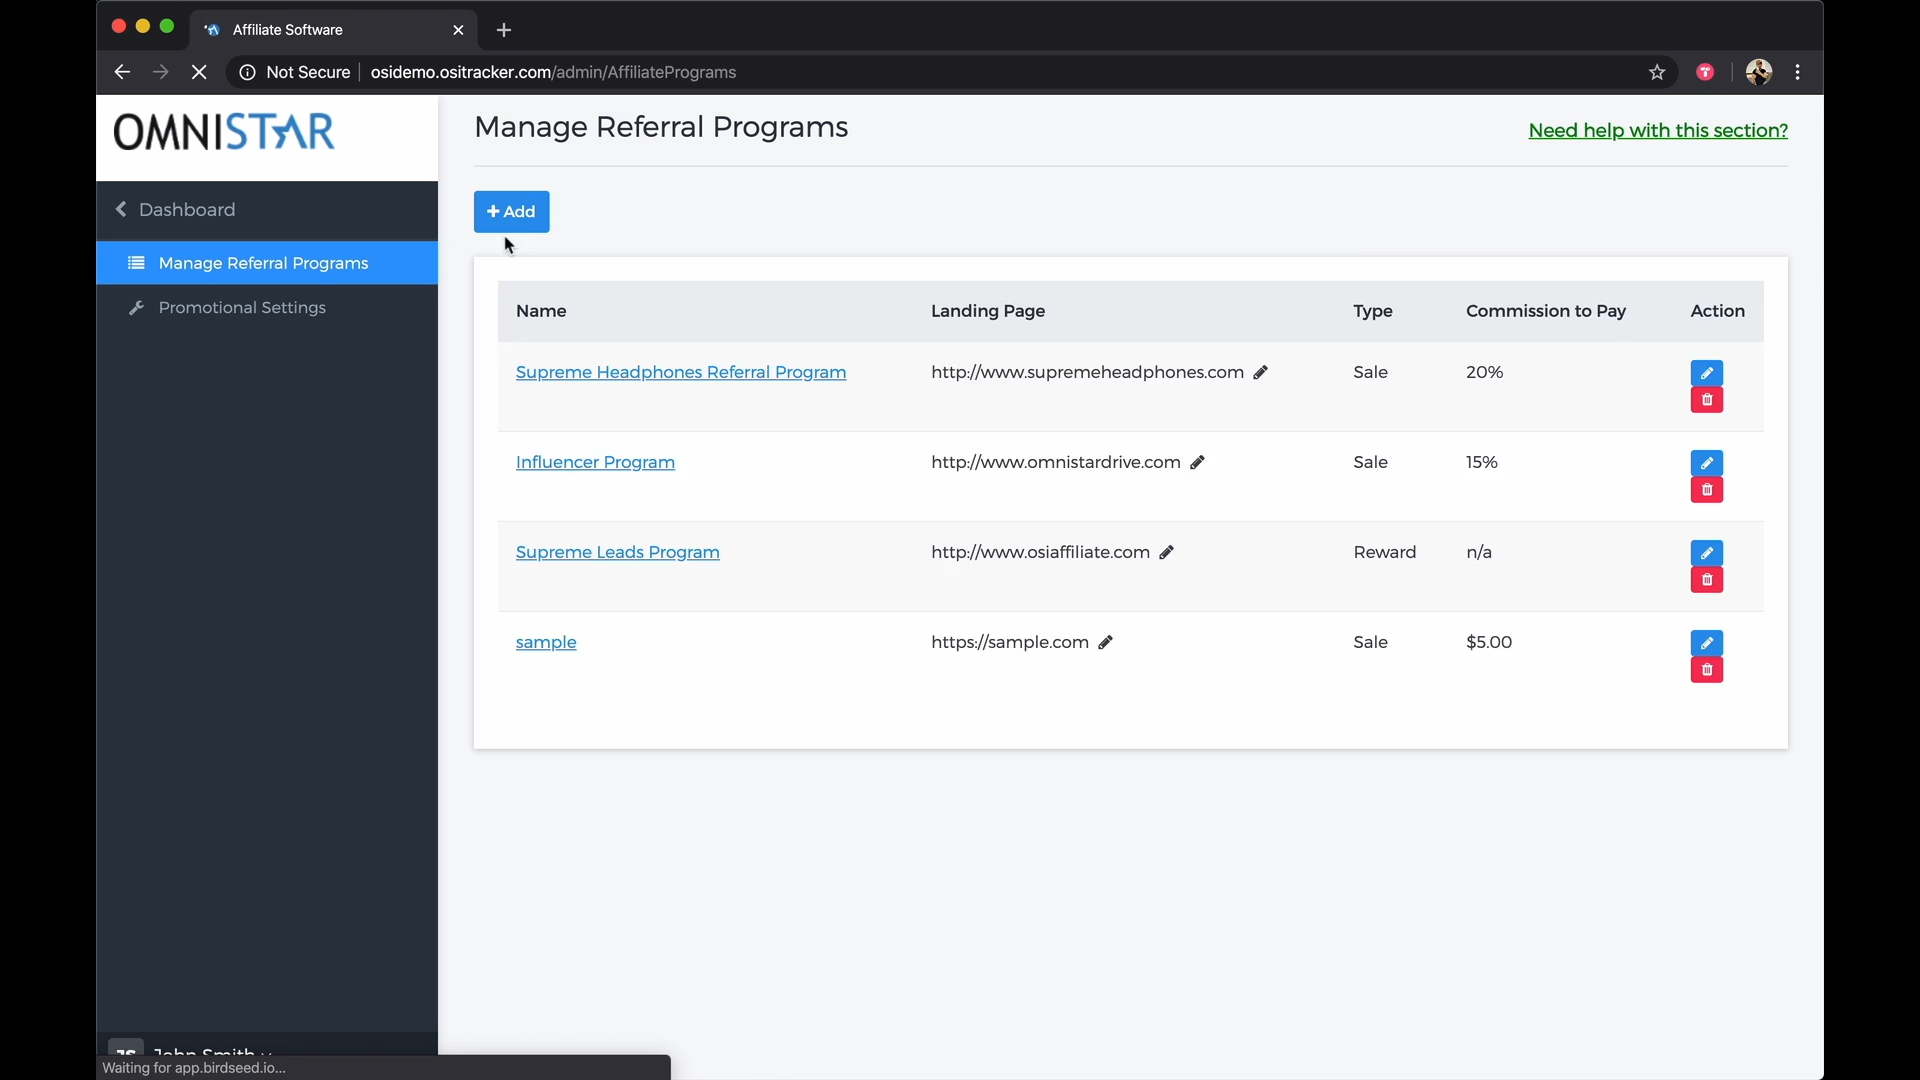 Affiliate Software
Not Secure osidemo.ositracker.com/admin/AffiliatePrograms
OMNISTAR
Manage Referral Programs
Need help with this section?
Dashboard
+ Add
Manage Referral Programs
Promotional Settings
Name Landing Page Type Commission to Pay Action
Supreme Headphones Referral Program http://www.supremeheadphones.com Sale 20%
Influencer Program http://www.omnistardrive.com Sale 15%
Supreme Leads Program http://www.osiaffiliate.com Reward n/a
sample https://sample.com Sale $5.00
JS John Smith
Waiting for app.birdseed.io...